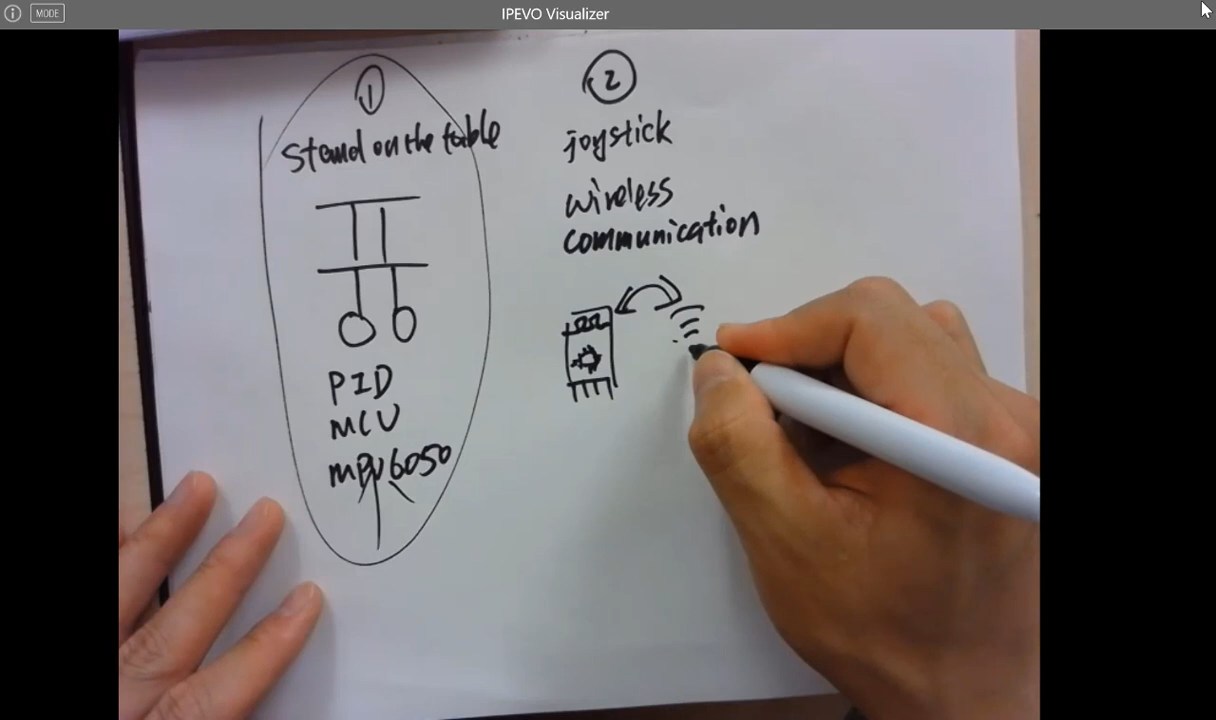 MODE
IPEVO Visualizer
1
Stand on the table
PID
MCU
MPU6050
2
joystick
wireless
communication